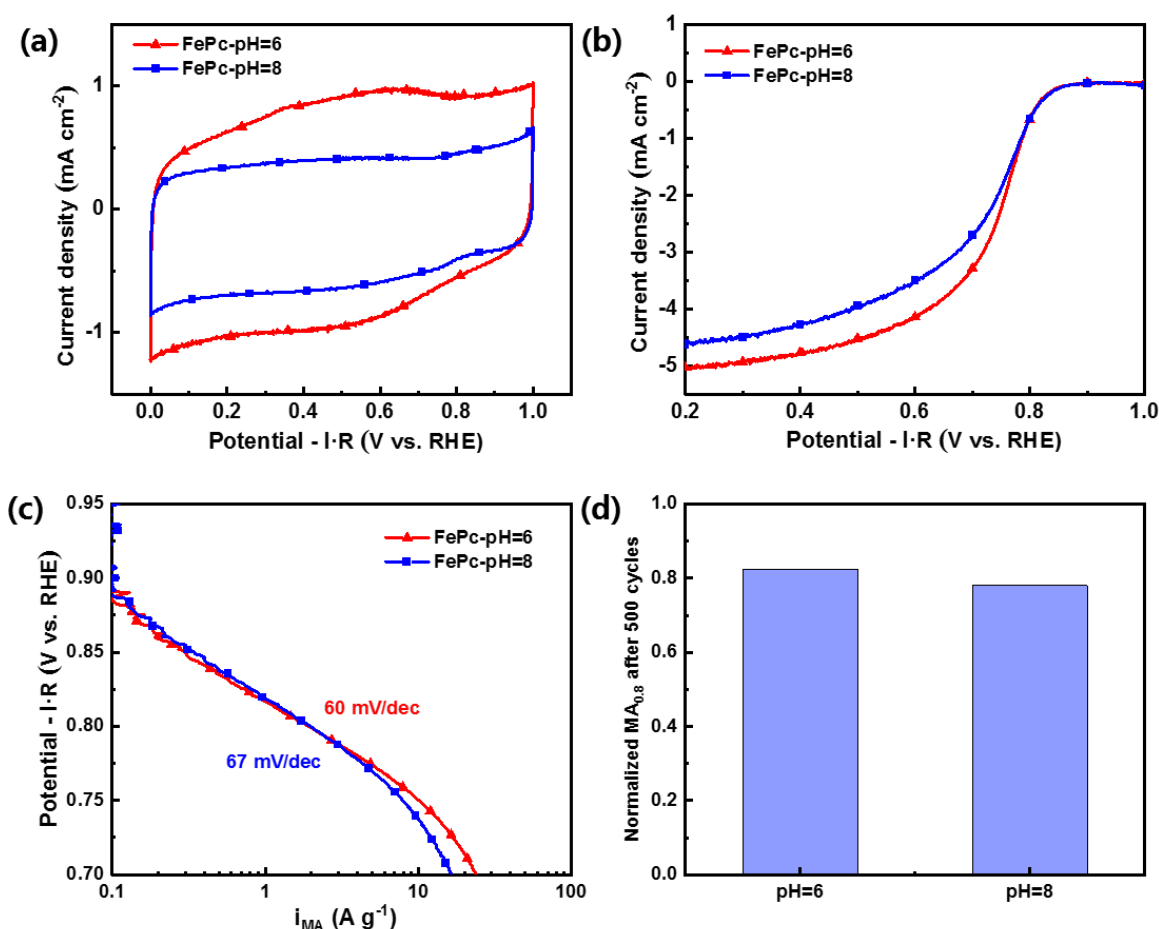 (a)
FePc-pH=6
FePc-pH=8
Current density (mA cm⁻²)
1
0
-1
0.0 0.2 0.4 0.6 0.8 1.0
Potential - I·R (V vs. RHE)
(b)
FePc-pH=6
FePc-pH=8
Current density (mA cm⁻²)
1
0
-1
-2
-3
-4
-5
0.2 0.4 0.6 0.8 1.0
Potential - I·R (V vs. RHE)
(c)
FePc-pH=6
FePc-pH=8
Potential - I·R (V vs. RHE)
0.95
0.90
0.85
0.80
0.75
0.70
60 mV/dec
67 mV/dec
0.1 1 10 100
i_MA (A g⁻¹)
(d)
Normalized MA₀.₈ after 500 cycles
1.0
0.8
0.6
0.4
0.2
0.0
pH=6 pH=8